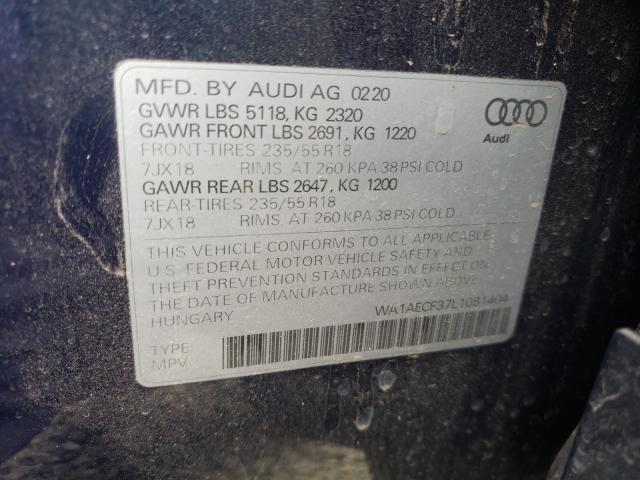 MFD. BY AUDI AG 0220
GVWR LBS 5118, KG 2320
GAWR FRONT LBS 2691, KG 1220
FRONT-TIRES 235/55 R18
7JX18 RIMS, AT 260 KPA 38 PSI COLD
GAWR REAR LBS 2647, KG 1200
REAR-TIRES 235/55 R18
7JX18 RIMS, AT 260 KPA 38 PSI COLD
Audi
THIS VEHICLE CONFORMS TO ALL APPLICABLE
U.S. FEDERAL MOTOR VEHICLE SAFETY AND
THEFT PREVENTION STANDARDS IN EFFECT ON
THE DATE OF MANUFACTURE SHOWN ABOVE
HUNGARY
WA1AECF37L1081404
TYPE:
MPV